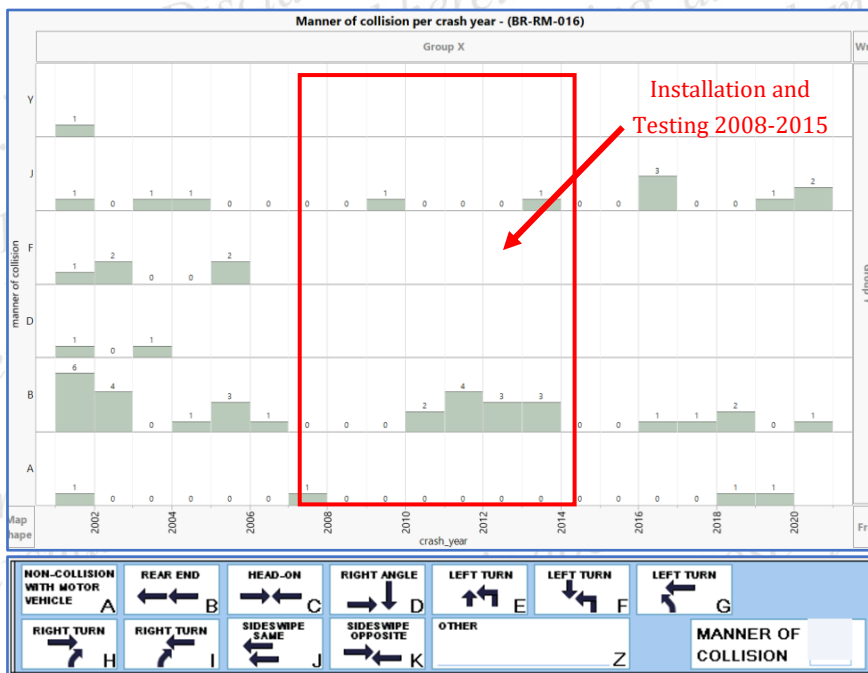 Manner of collision per crash year - (BR-RM-016)
Group X
Installation and
Testing 2008-2015
manner of collision
Y
1
J
1 0 1 1 0 0 0 0 1 0 0 0 1 0 0 3 0 0 1 2
F
1 2 0 0 2
D
1 0 1
B
6 4 0 1 3 1 0 0 0 2 4 3 3 0 0 1 1 2 0 1
A
1 0 0 0 0 0 1 0 0 0 0 0 0 0 0 0 0 1 1
2002 2004 2006 2008 2010 2012 2014 2016 2018 2020
crash_year
NON-COLLISION
WITH MOTOR
VEHICLE A
REAR END
B
HEAD-ON
C
RIGHT ANGLE
D
LEFT TURN
E
LEFT TURN
F
LEFT TURN
G
RIGHT TURN
H
RIGHT TURN
I
SIDESWIPE
SAME
J
SIDESWIPE
OPPOSITE
K
OTHER
Z
MANNER OF
COLLISION